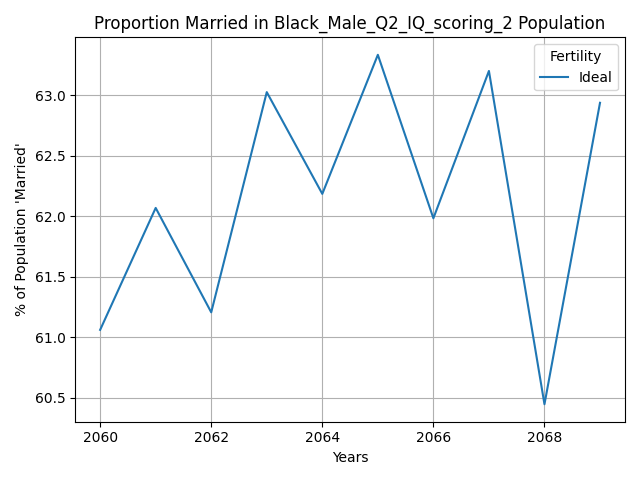 Proportion Married in Black_Male_Q2_IQ_scoring_2 Population
Fertility
Ideal
% of Population 'Married'
63.0
62.5
62.0
61.5
61.0
60.5
2060
2062
2064
2066
2068
Years